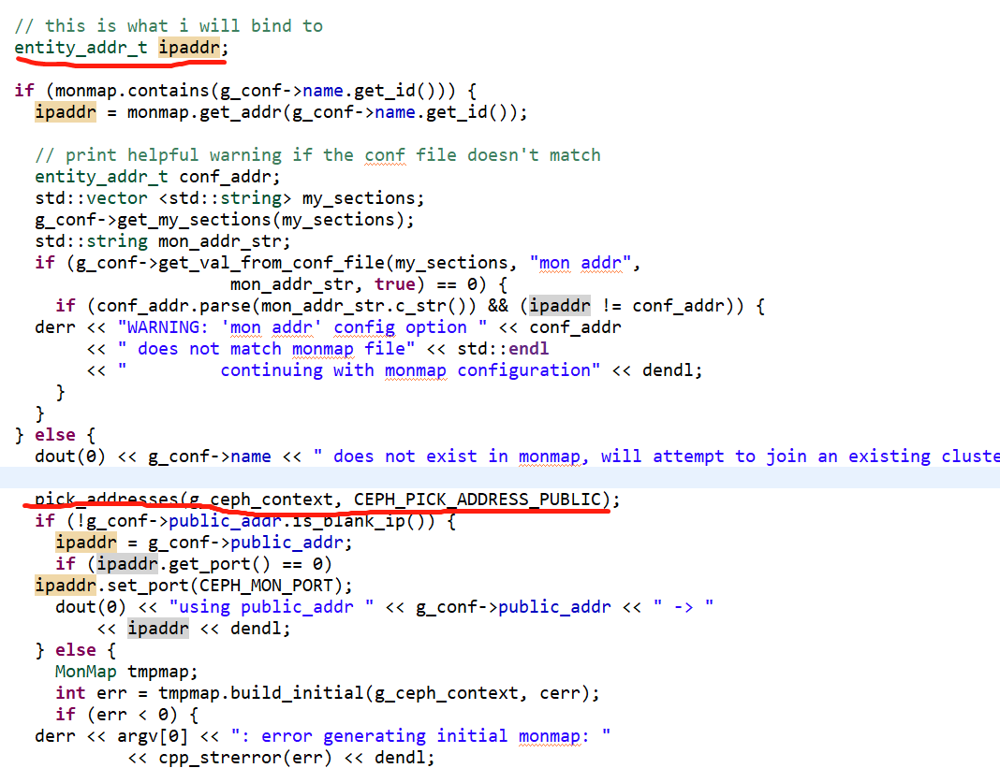 // this is what i will bind to
entity_addr_t ipaddr;
if (monmap.contains(g_conf->name.get_id())) {
ipaddr = monmap.get_addr(g_conf->name.get_id());
// print helpful warning if the conf file doesn't match
entity_addr_t conf_addr;
std::vector <std::string> my_sections;
g_conf->get_my_sections(my_sections);
std::string mon_addr_str;
if (g_conf->get_val_from_conf_file(my_sections, "mon addr",
mon_addr_str, true) == 0) {
if (conf_addr.parse(mon_addr_str.c_str()) && (ipaddr != conf_addr)) {
derr << "WARNING: 'mon addr' config option " << conf_addr
<< " does not match monmap file" << std::endl
<< "         continuing with monmap configuration" << dendl;
}
}
} else {
dout(0) << g_conf->name << " does not exist in monmap, will attempt to join an existing cluste
pick_addresses(g_ceph_context, CEPH_PICK_ADDRESS_PUBLIC);
if (!g_conf->public_addr.is_blank_ip()) {
ipaddr = g_conf->public_addr;
if (ipaddr.get_port() == 0)
ipaddr.set_port(CEPH_MON_PORT);
dout(0) << "using public_addr " << g_conf->public_addr << " -> "
<< ipaddr << dendl;
} else {
MonMap tmpmap;
int err = tmpmap.build_initial(g_ceph_context, cerr);
if (err < 0) {
derr << argv[0] << ": error generating initial monmap: "
<< cpp_strerror(err) << dendl;